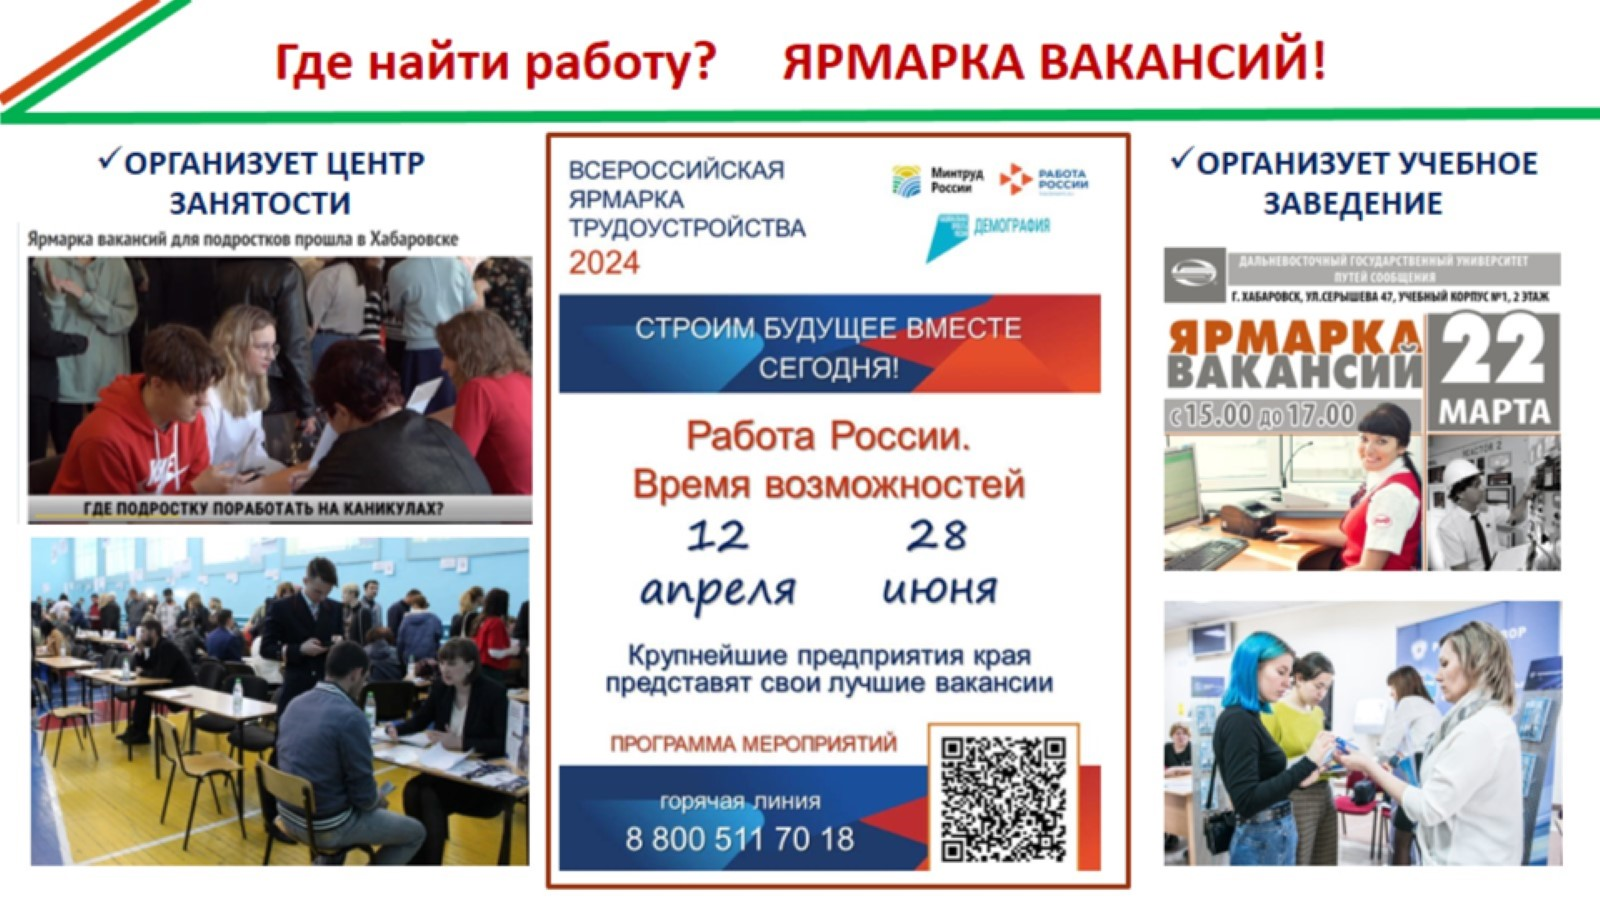 Где найти работу? ЯРМАРКА ВАКАНСИЙ!
✓ОРГАНИЗУЕТ ЦЕНТР
ЗАНЯТОСТИ
Ярмарка вакансий для подростков прошла в Хабаровске
ГДЕ ПОДРОСТКУ ПОРАБОТАТЬ НА КАНИКУЛАХ?
ВСЕРОССИЙСКАЯ
ЯРМАРКА
ТРУДОУСТРОЙСТВА
2024
Минтруд
России
РАБОТА
РОССИИ
ДЕМОГРАФИЯ
СТРОИМ БУДУЩЕЕ ВМЕСТЕ
СЕГОДНЯ!
Работа России.
Время возможностей
12 28
апреля июня
Крупнейшие предприятия края
представят свои лучшие вакансии
ПРОГРАММА МЕРОПРИЯТИЙ
горячая линия
8 800 511 70 18
✓ОРГАНИЗУЕТ УЧЕБНОЕ
ЗАВЕДЕНИЕ
ДАЛЬНЕВОСТОЧНЫЙ ГОСУДАРСТВЕННЫЙ УНИВЕРСИТЕТ
ПУТЕЙ СООБЩЕНИЯ
Г. ХАБАРОВСК, УЛ.СЕРЫШЕВА 47, УЧЕБНЫЙ КОРПУС №1, 2 ЭТАЖ
ЯРМАРКА
ВАКАНСИЙ
22
МАРТА
с 15.00 до 17.00